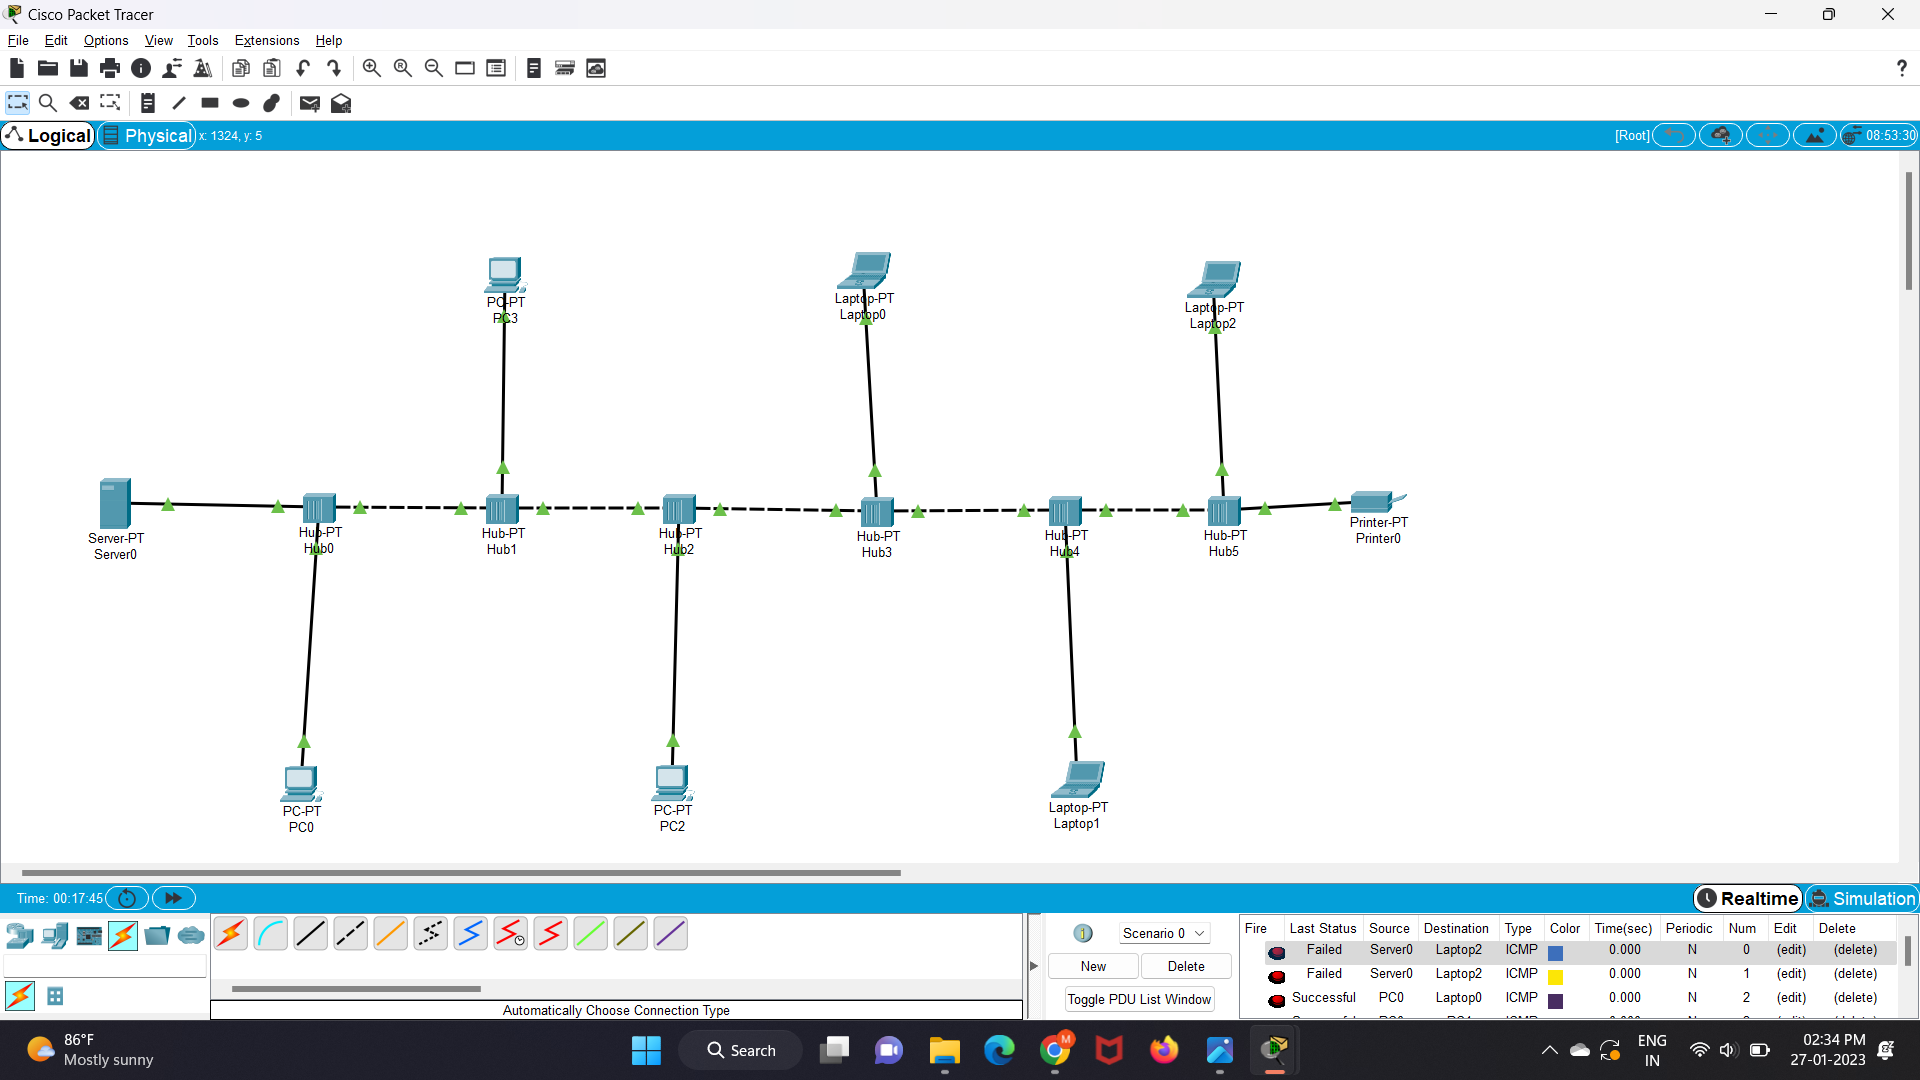 Cisco Packet Tracer
File Edit Options View Tools Extensions Help
?
Logical Physical x: 1324, y: 5 [Root] 08:53:30
PC-PT
PC3
Laptop-PT
Laptop0
Laptop-PT
Laptop2
Server-PT
Server0
Hub-PT
Hub0
Hub-PT
Hub1
Hub-PT
Hub2
Hub-PT
Hub3
Hub-PT
Hub4
Hub-PT
Hub5
Printer-PT
Printer0
PC-PT
PC0
PC-PT
PC2
Laptop-PT
Laptop1
Time: 00:17:45 Realtime Simulation
Automatically Choose Connection Type
Scenario 0
New Delete
Toggle PDU List Window
Fire Last Status Source Destination Type Color Time(sec) Periodic Num Edit Delete
Failed Server0 Laptop2 ICMP 0.000 N 0 (edit) (delete)
Failed Server0 Laptop2 ICMP 0.000 N 1 (edit) (delete)
Successful PC0 Laptop0 ICMP 0.000 N 2 (edit) (delete)
86°F
Mostly sunny
Search
M
ENG
IN
02:34 PM
27-01-2023